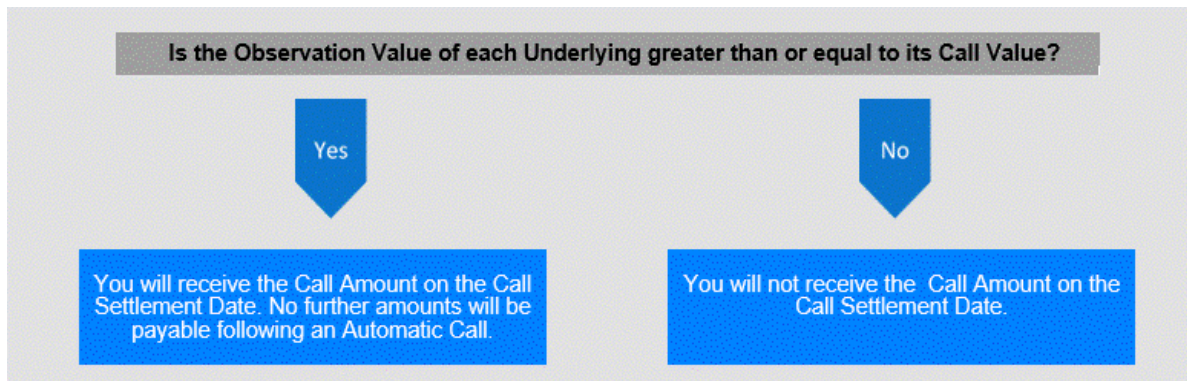 Is the Observation Value of each Underlying greater than or equal to its Call Value?
Yes
No
You will receive the Call Amount on the Call
Settlement Date. No further amounts will be
payable following an Automatic Call.
You will not receive the Call Amount on the
Call Settlement Date.